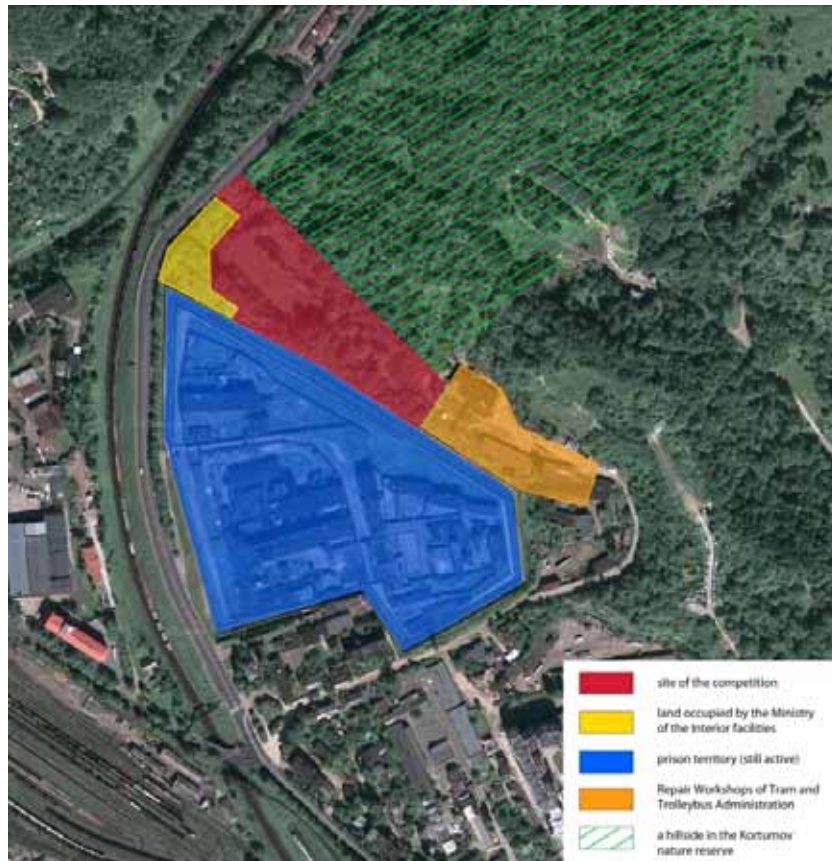 site of the competition
land occupied by the Ministry
of the Interior facilities
prison territory (still active)
Repair Workshops of Tram and
Trolleybus Administration
a hillside in the Kortumov
nature reserve